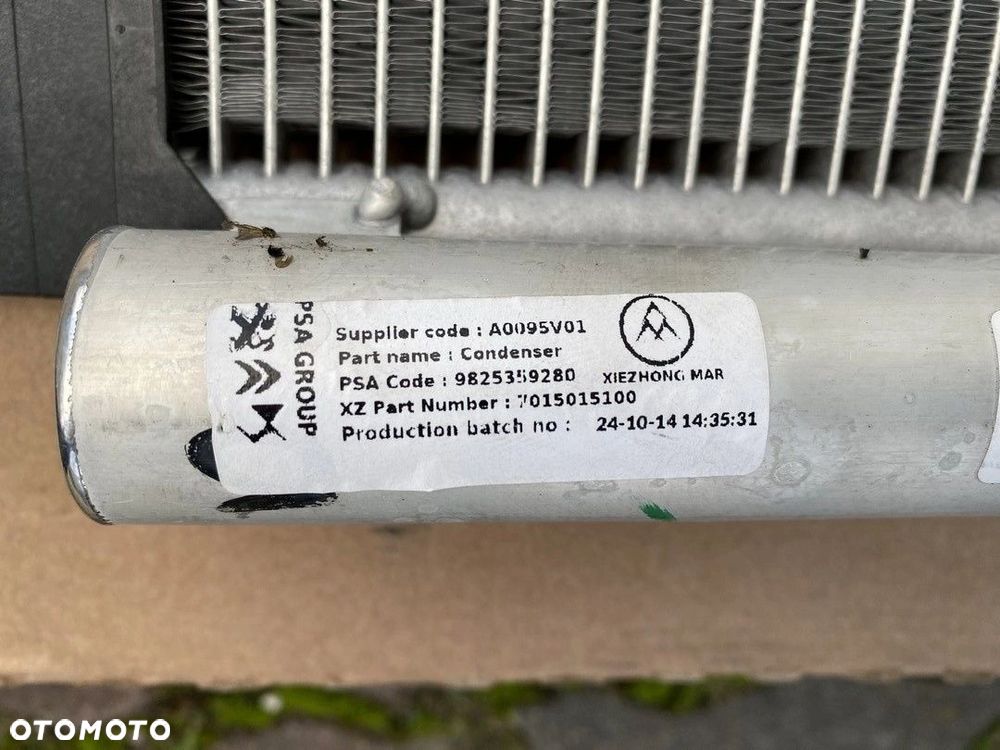 PSA GROUP
Supplier code : A0095V01
Part name : Condenser
PSA Code : 9825359280
XZ Part Number : 7015015100
Production batch no : 24-10-14 14:35:31
XIEZHONG MAR
OTOMOTO